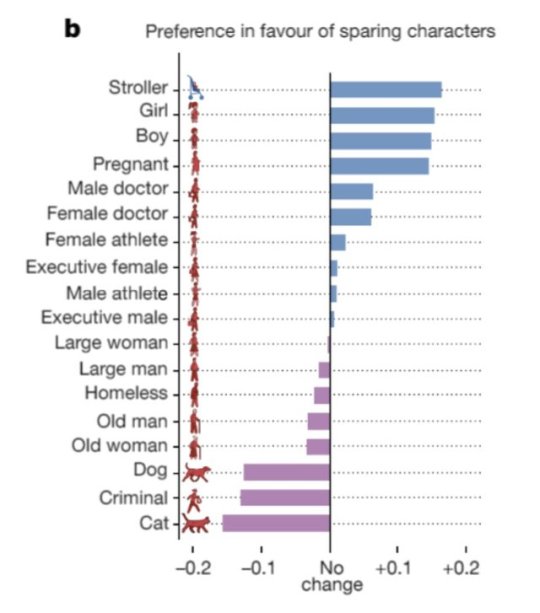 b
Preference in favour of sparing characters
Stroller
Girl
Boy
Pregnant
Male doctor
Female doctor
Female athlete
Executive female
Male athlete
Executive male
Large woman
Large man
Homeless
Old man
Old woman
Dog
Criminal
Cat
–0.2 –0.1 No change +0.1 +0.2